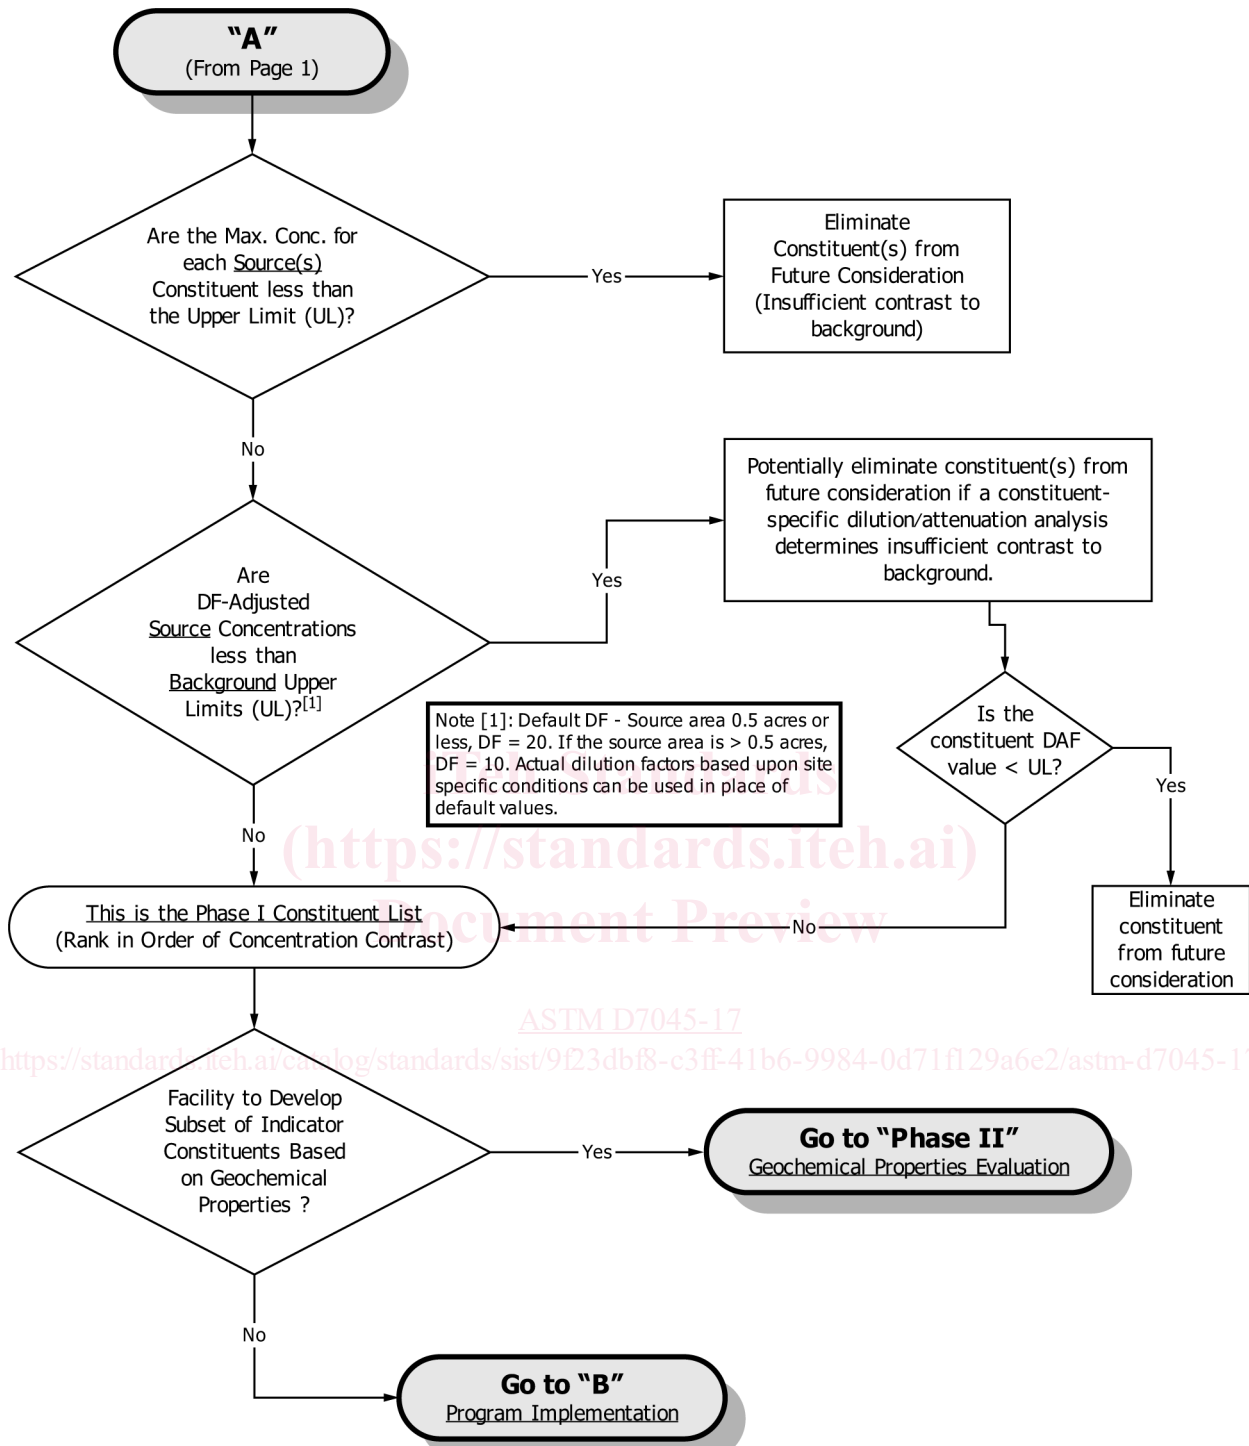 “A”
(From Page 1)
Are the Max. Conc. for
each Source(s)
Constituent less than
the Upper Limit (UL)?
Yes
Eliminate
Constituent(s) from
Future Consideration
(Insufficient contrast to
background)
No
Potentially eliminate constituent(s) from
future consideration if a constituent-
specific dilution/attenuation analysis
determines insufficient contrast to
background.
Are
DF-Adjusted
Source Concentrations
less than
Background Upper
Limits (UL)?[1]
Yes
Note [1]: Default DF - Source area 0.5 acres or
less, DF = 20. If the source area is > 0.5 acres,
DF = 10. Actual dilution factors based upon site
specific conditions can be used in place of
default values.
Is the
constituent DAF
value < UL?
Yes
No
iTeh Standards
(https://standards.iteh.ai)
Document Preview
This is the Phase I Constituent List
(Rank in Order of Concentration Contrast)
No
Eliminate
constituent
from future
consideration
ASTM D7045-17
https://standards.iteh.ai/catalog/standards/sist/9f23dbf8-c3ff-41b6-9984-0d71f129a6e2/astm-d7045-17
Facility to Develop
Subset of Indicator
Constituents Based
on Geochemical
Properties ?
Yes
Go to “Phase II”
Geochemical Properties Evaluation
No
Go to “B”
Program Implementation